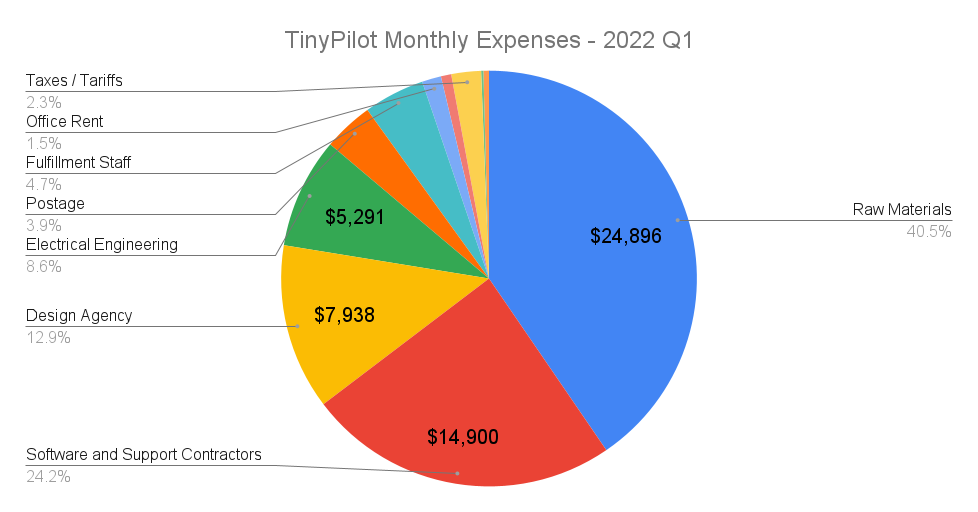 TinyPilot Monthly Expenses - 2022 Q1
Taxes / Tariffs
2.3%
Office Rent
1.5%
Fulfillment Staff
4.7%
Postage
3.9%
Electrical Engineering
8.6%
Design Agency
12.9%
Software and Support Contractors
24.2%
$5,291
$7,938
$14,900
$24,896
Raw Materials
40.5%